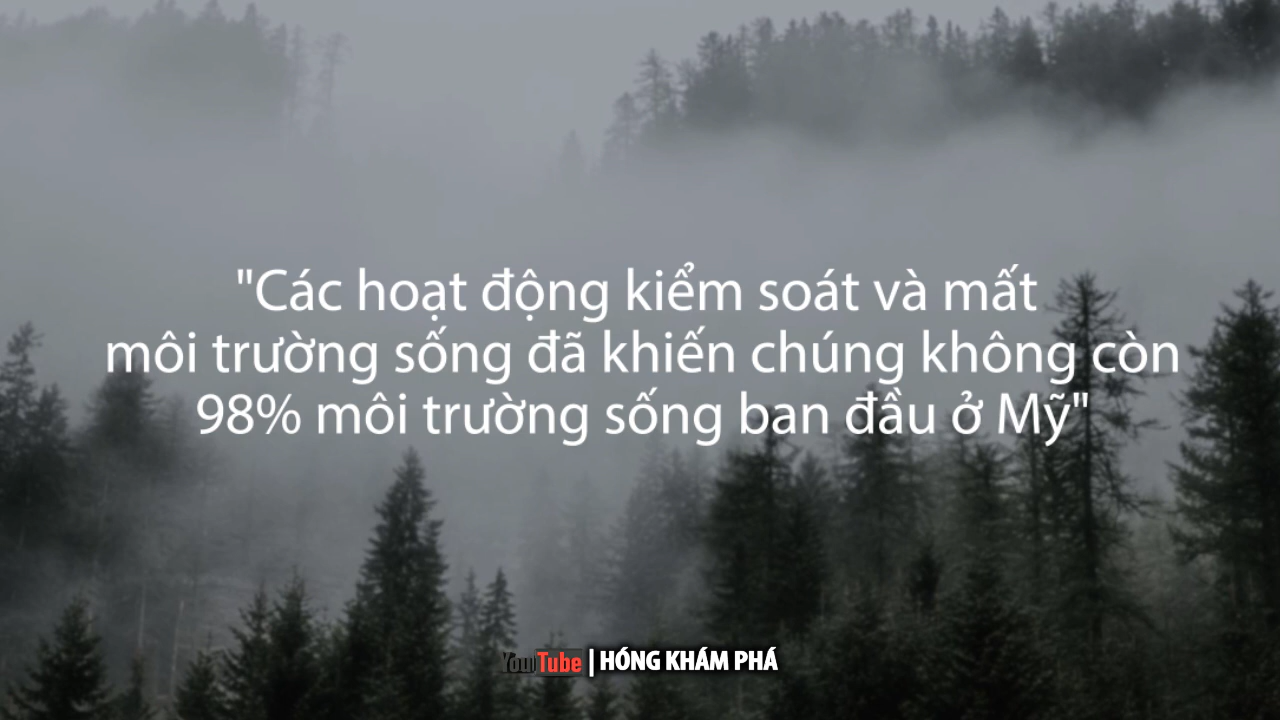 "Các hoạt động kiểm soát và mất
môi trường sống đã khiến chúng không còn
98% môi trường sống ban đầu ở Mỹ"
YouTube | HÓNG KHÁM PHÁ